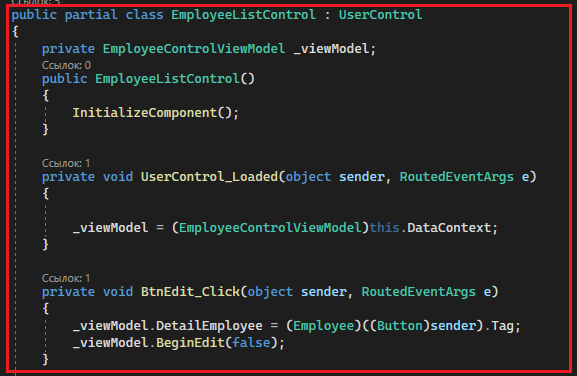 Ссылок: 5
public partial class EmployeeListControl : UserControl
{
private EmployeeControlViewModel _viewModel;
Ссылок: 0
public EmployeeListControl()
{
InitializeComponent();
}
Ссылок: 1
private void UserControl_Loaded(object sender, RoutedEventArgs e)
{
_viewModel = (EmployeeControlViewModel)this.DataContext;
}
Ссылок: 1
private void BtnEdit_Click(object sender, RoutedEventArgs e)
{
_viewModel.DetailEmployee = (Employee)((Button)sender).Tag;
_viewModel.BeginEdit(false);
}